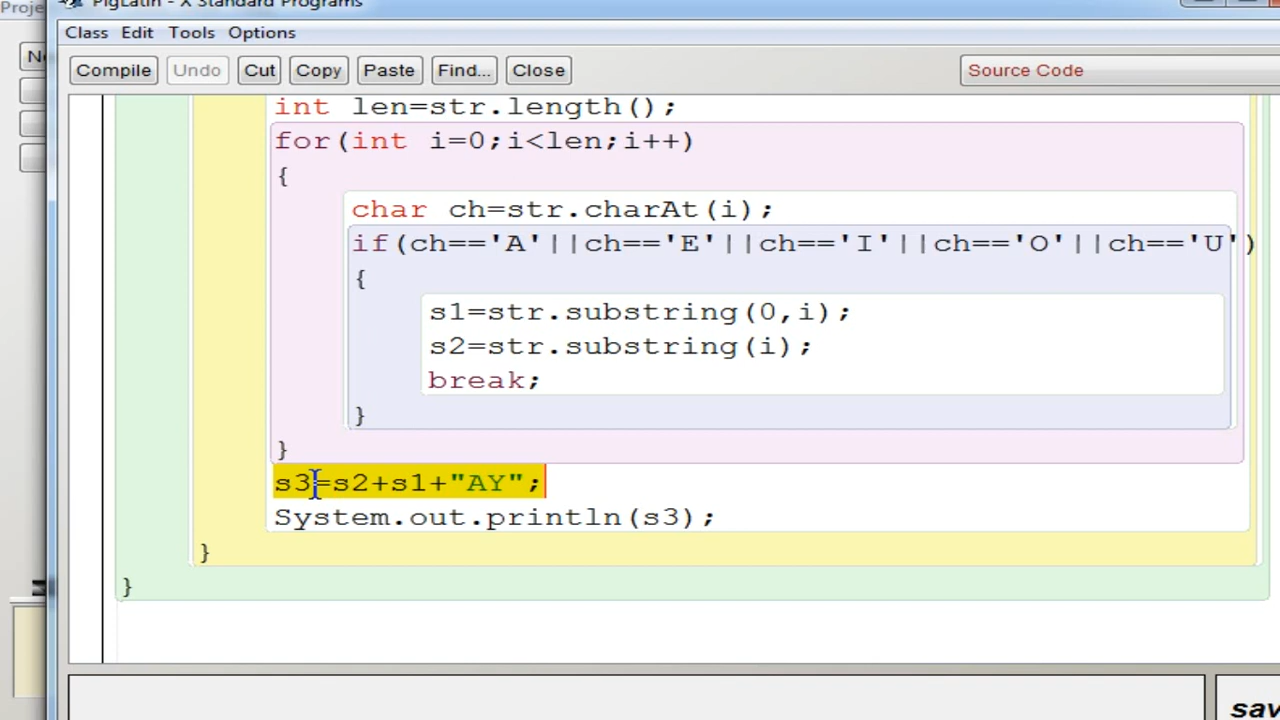 Proje
PigLatin - X Standard Programs
Class Edit Tools Options
Compile Undo Cut Copy Paste Find... Close Source Code
int len=str.length();
for(int i=0;i<len;i++)
{
char ch=str.charAt(i);
if(ch=='A'||ch=='E'||ch=='I'||ch=='O'||ch=='U')
{
s1=str.substring(0,i);
s2=str.substring(i);
break;
}
}
s3=s2+s1+"AY";
System.out.println(s3);
}
}
sav